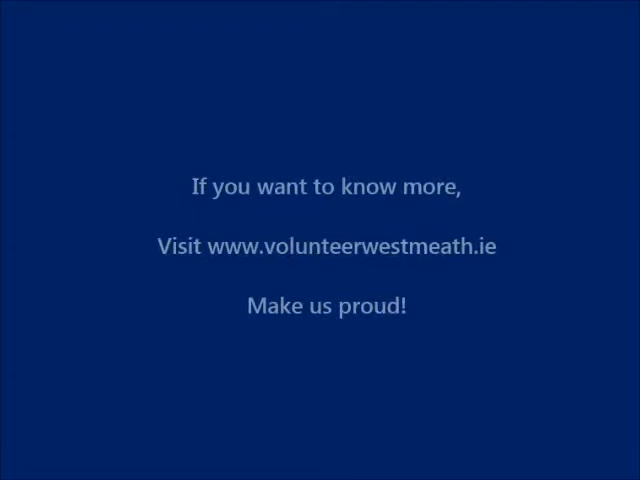 If you want to know more,
Visit www.volunteerwestmeath.ie
Make us proud!